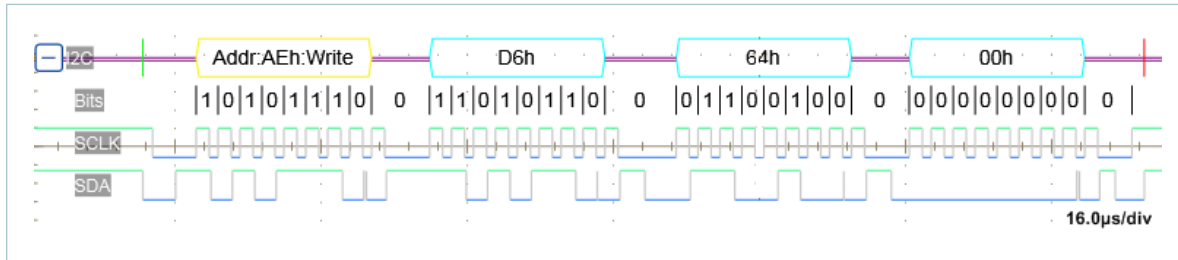 I2C Addr:AEh:Write D6h 64h 00h
Bits 1 0 1 0 1 1 1 0 0 1 1 0 1 0 1 1 0 0 0 1 1 0 0 1 0 0 0 0 0 0 0 0 0 0 0 0
SCLK
SDA
16.0µs/div